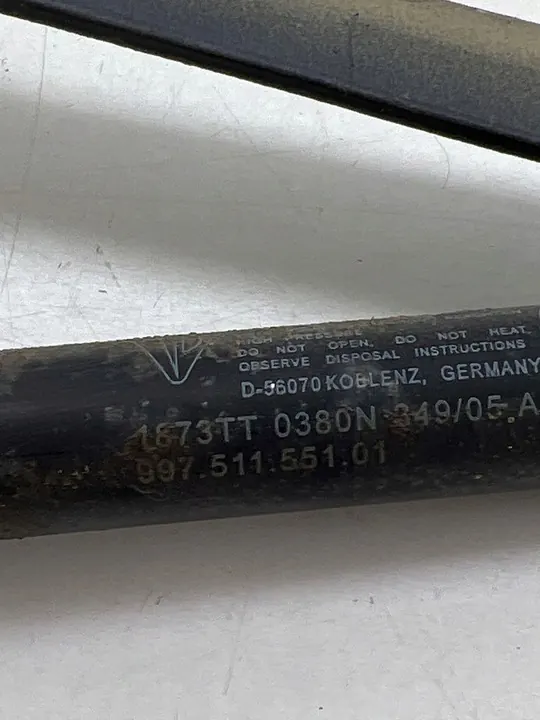 HIGH PRESSURE
DO NOT OPEN, DO NOT HEAT,
OBSERVE DISPOSAL INSTRUCTIONS
D-56070 KOBLENZ, GERMANY
1873TT 0380N 349/05 A
997.511.551.01